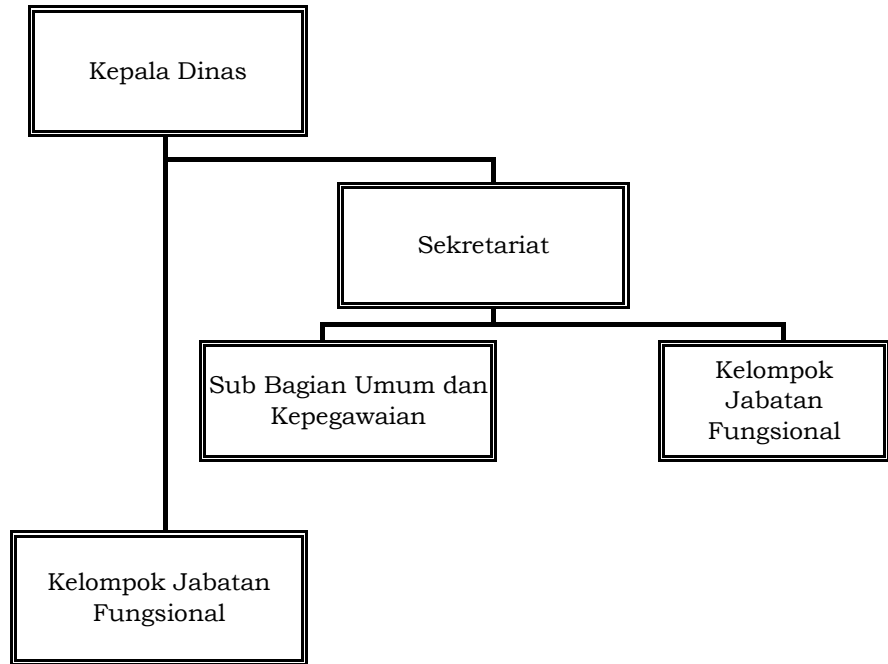 Kepala Dinas
Sekretariat
Sub Bagian Umum dan
Kepegawaian
Kelompok
Jabatan
Fungsional
Kelompok Jabatan
Fungsional